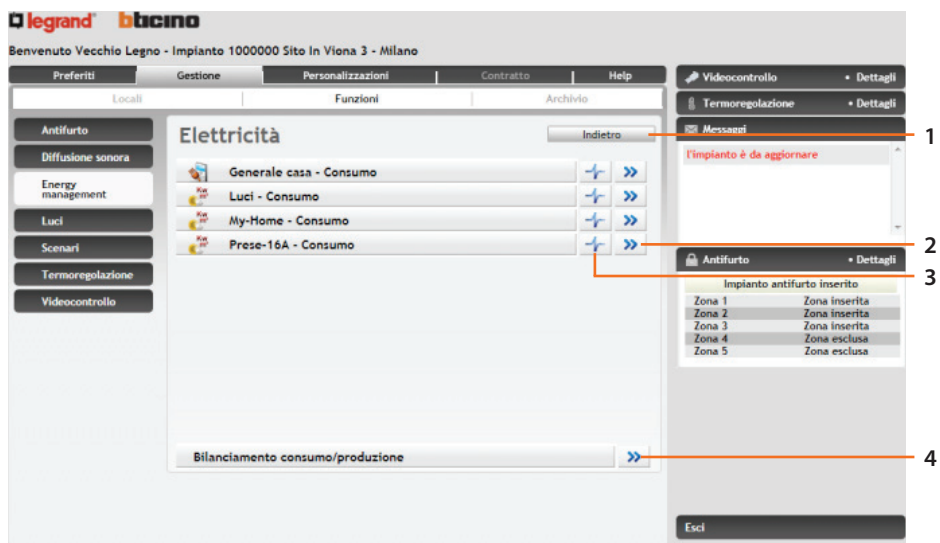 legrand bticino
Benvenuto Vecchio Legno - Impianto 1000000 Sito In Viona 3 - Milano
Preferiti Gestione Personalizzazioni Contratto Help
Locali Funzioni Archivio
Antifurto
Diffusione sonora
Energy
management
Luci
Scenari
Termoregolazione
Videocontrollo
Elettricità Indietro
Generale casa - Consumo
Luci - Consumo
My-Home - Consumo
Prese-16A - Consumo
Bilanciamento consumo/produzione
Videocontrollo • Dettagli
Termoregolazione • Dettagli
Messaggi
l'impianto è da aggiornare
Antifurto • Dettagli
Impianto antifurto inserito
Zona 1 Zona inserita
Zona 2 Zona inserita
Zona 3 Zona inserita
Zona 4 Zona esclusa
Zona 5 Zona esclusa
Esci
1
2
3
4